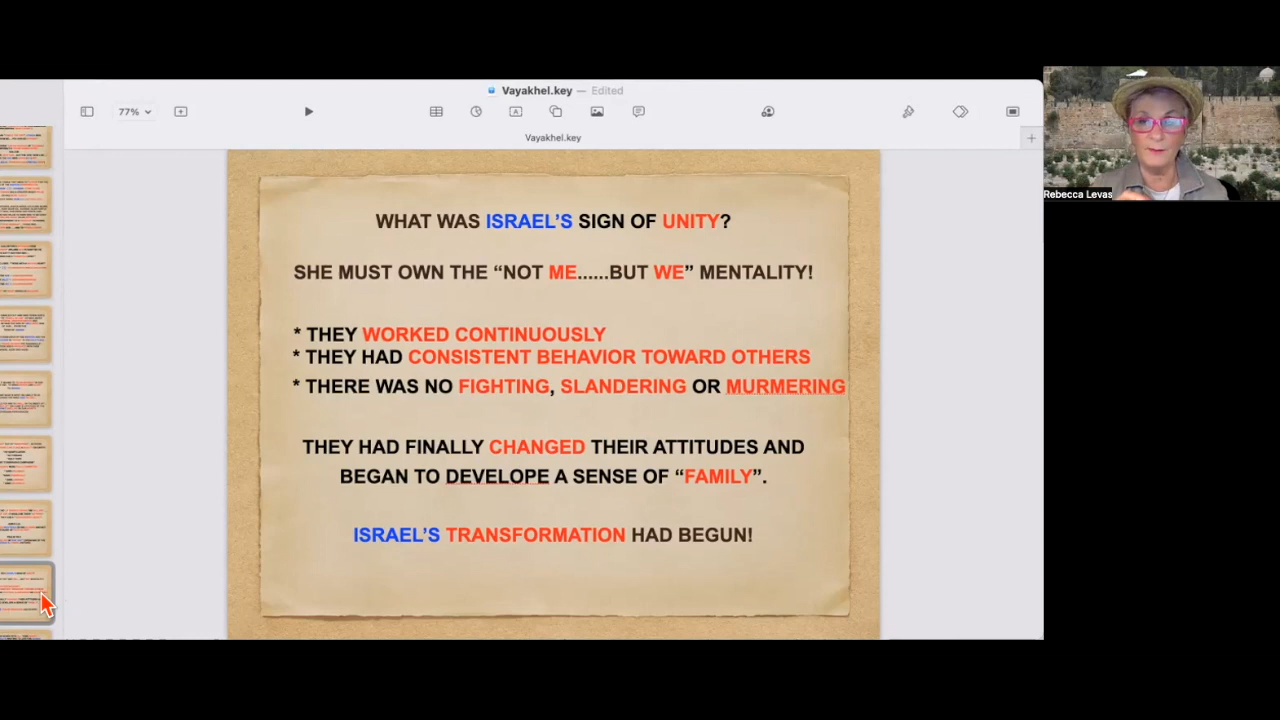 Vayakhel.key — Edited
77%
Vayakhel.key
WHAT WAS ISRAEL'S SIGN OF UNITY?
SHE MUST OWN THE “NOT ME......BUT WE” MENTALITY!
* THEY WORKED CONTINUOUSLY
* THEY HAD CONSISTENT BEHAVIOR TOWARD OTHERS
* THERE WAS NO FIGHTING, SLANDERING OR MURMERING
THEY HAD FINALLY CHANGED THEIR ATTITUDES AND
BEGAN TO DEVELOPE A SENSE OF “FAMILY”.
ISRAEL'S TRANSFORMATION HAD BEGUN!
Rebecca Levas